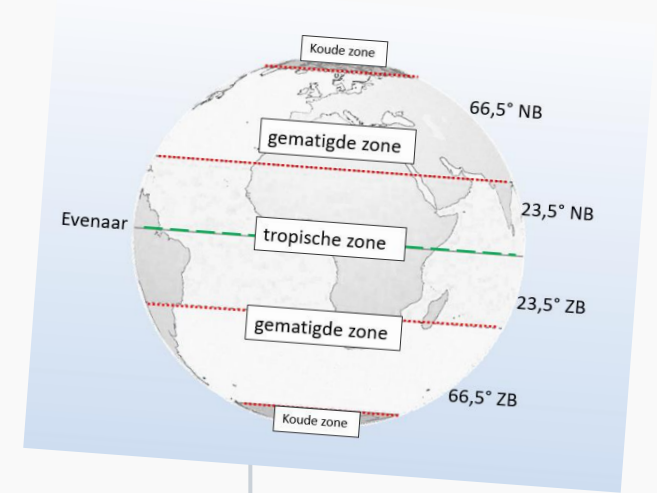 Koude zone
66,5° NB
gematigde zone
23,5° NB
Evenaar
tropische zone
23,5° ZB
gematigde zone
66,5° ZB
Koude zone